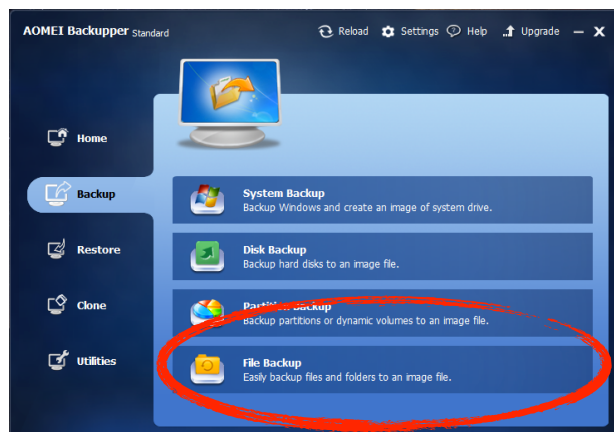 AOMEI Backupper Standard Reload Settings Help Upgrade
Home
Backup
Restore
Clone
Utilities
System Backup
Backup Windows and create an image of system drive.
Disk Backup
Backup hard disks to an image file.
Partition Backup
Backup partitions or dynamic volumes to an image file.
File Backup
Easily backup files and folders to an image file.